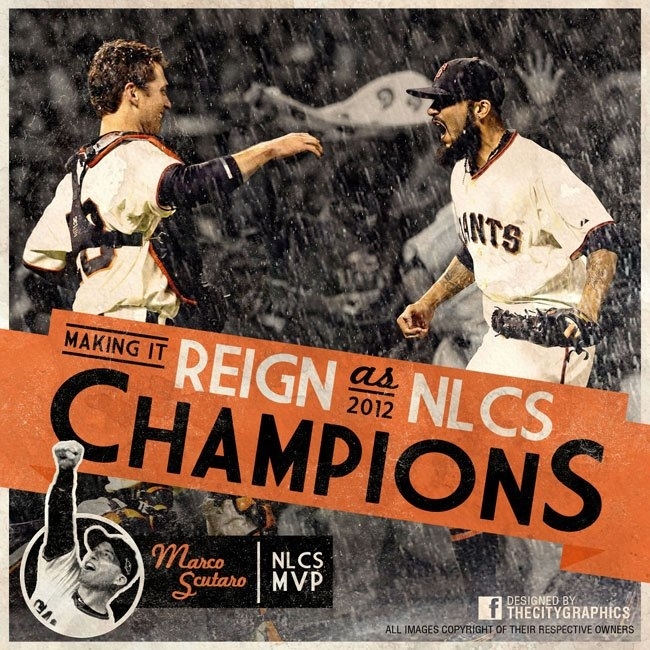 ANTS
MAKING IT REIGN as 2012 NLCS
CHAMPIONS
Marco Scutaro
NLCS MVP
f DESIGNED BY THECITYGRAPHICS
ALL IMAGES COPYRIGHT OF THEIR RESPECTIVE OWNERS